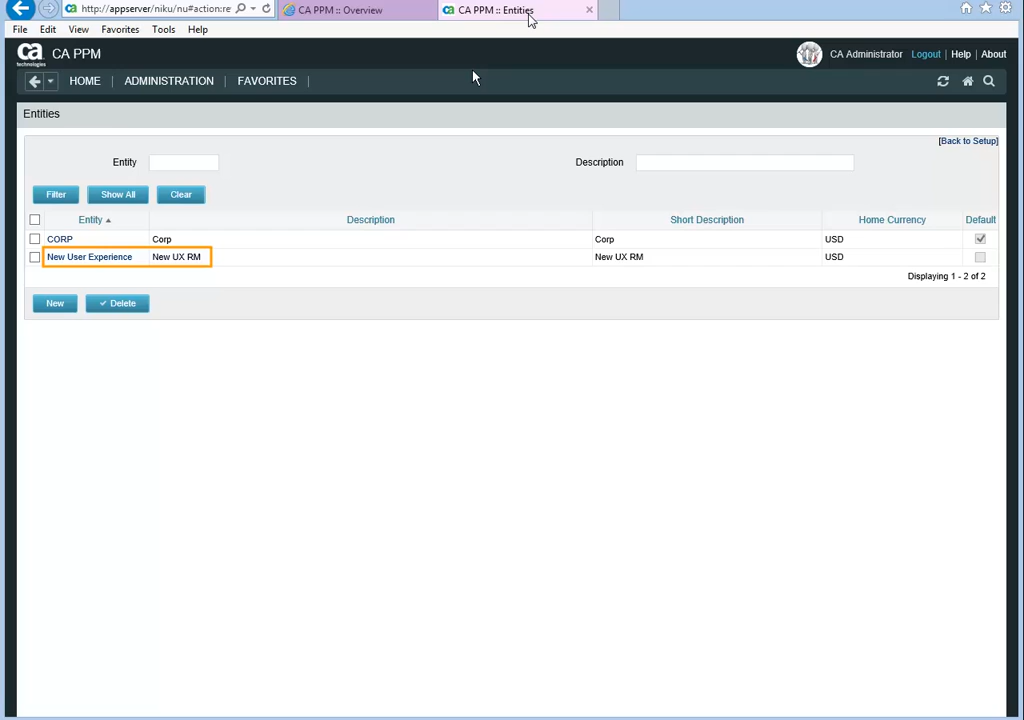 http://appserver/niku/nu#action:re
CA PPM :: Overview
CA PPM :: Entities
File Edit View Favorites Tools Help
ca technologies CA PPM
CA Administrator Logout | Help | About
HOME | ADMINISTRATION | FAVORITES |
Entities
[Back to Setup]
Entity Description
Filter Show All Clear
Entity Description Short Description Home Currency Default
CORP Corp Corp USD
New User Experience New UX RM New UX RM USD
Displaying 1 - 2 of 2
New Delete